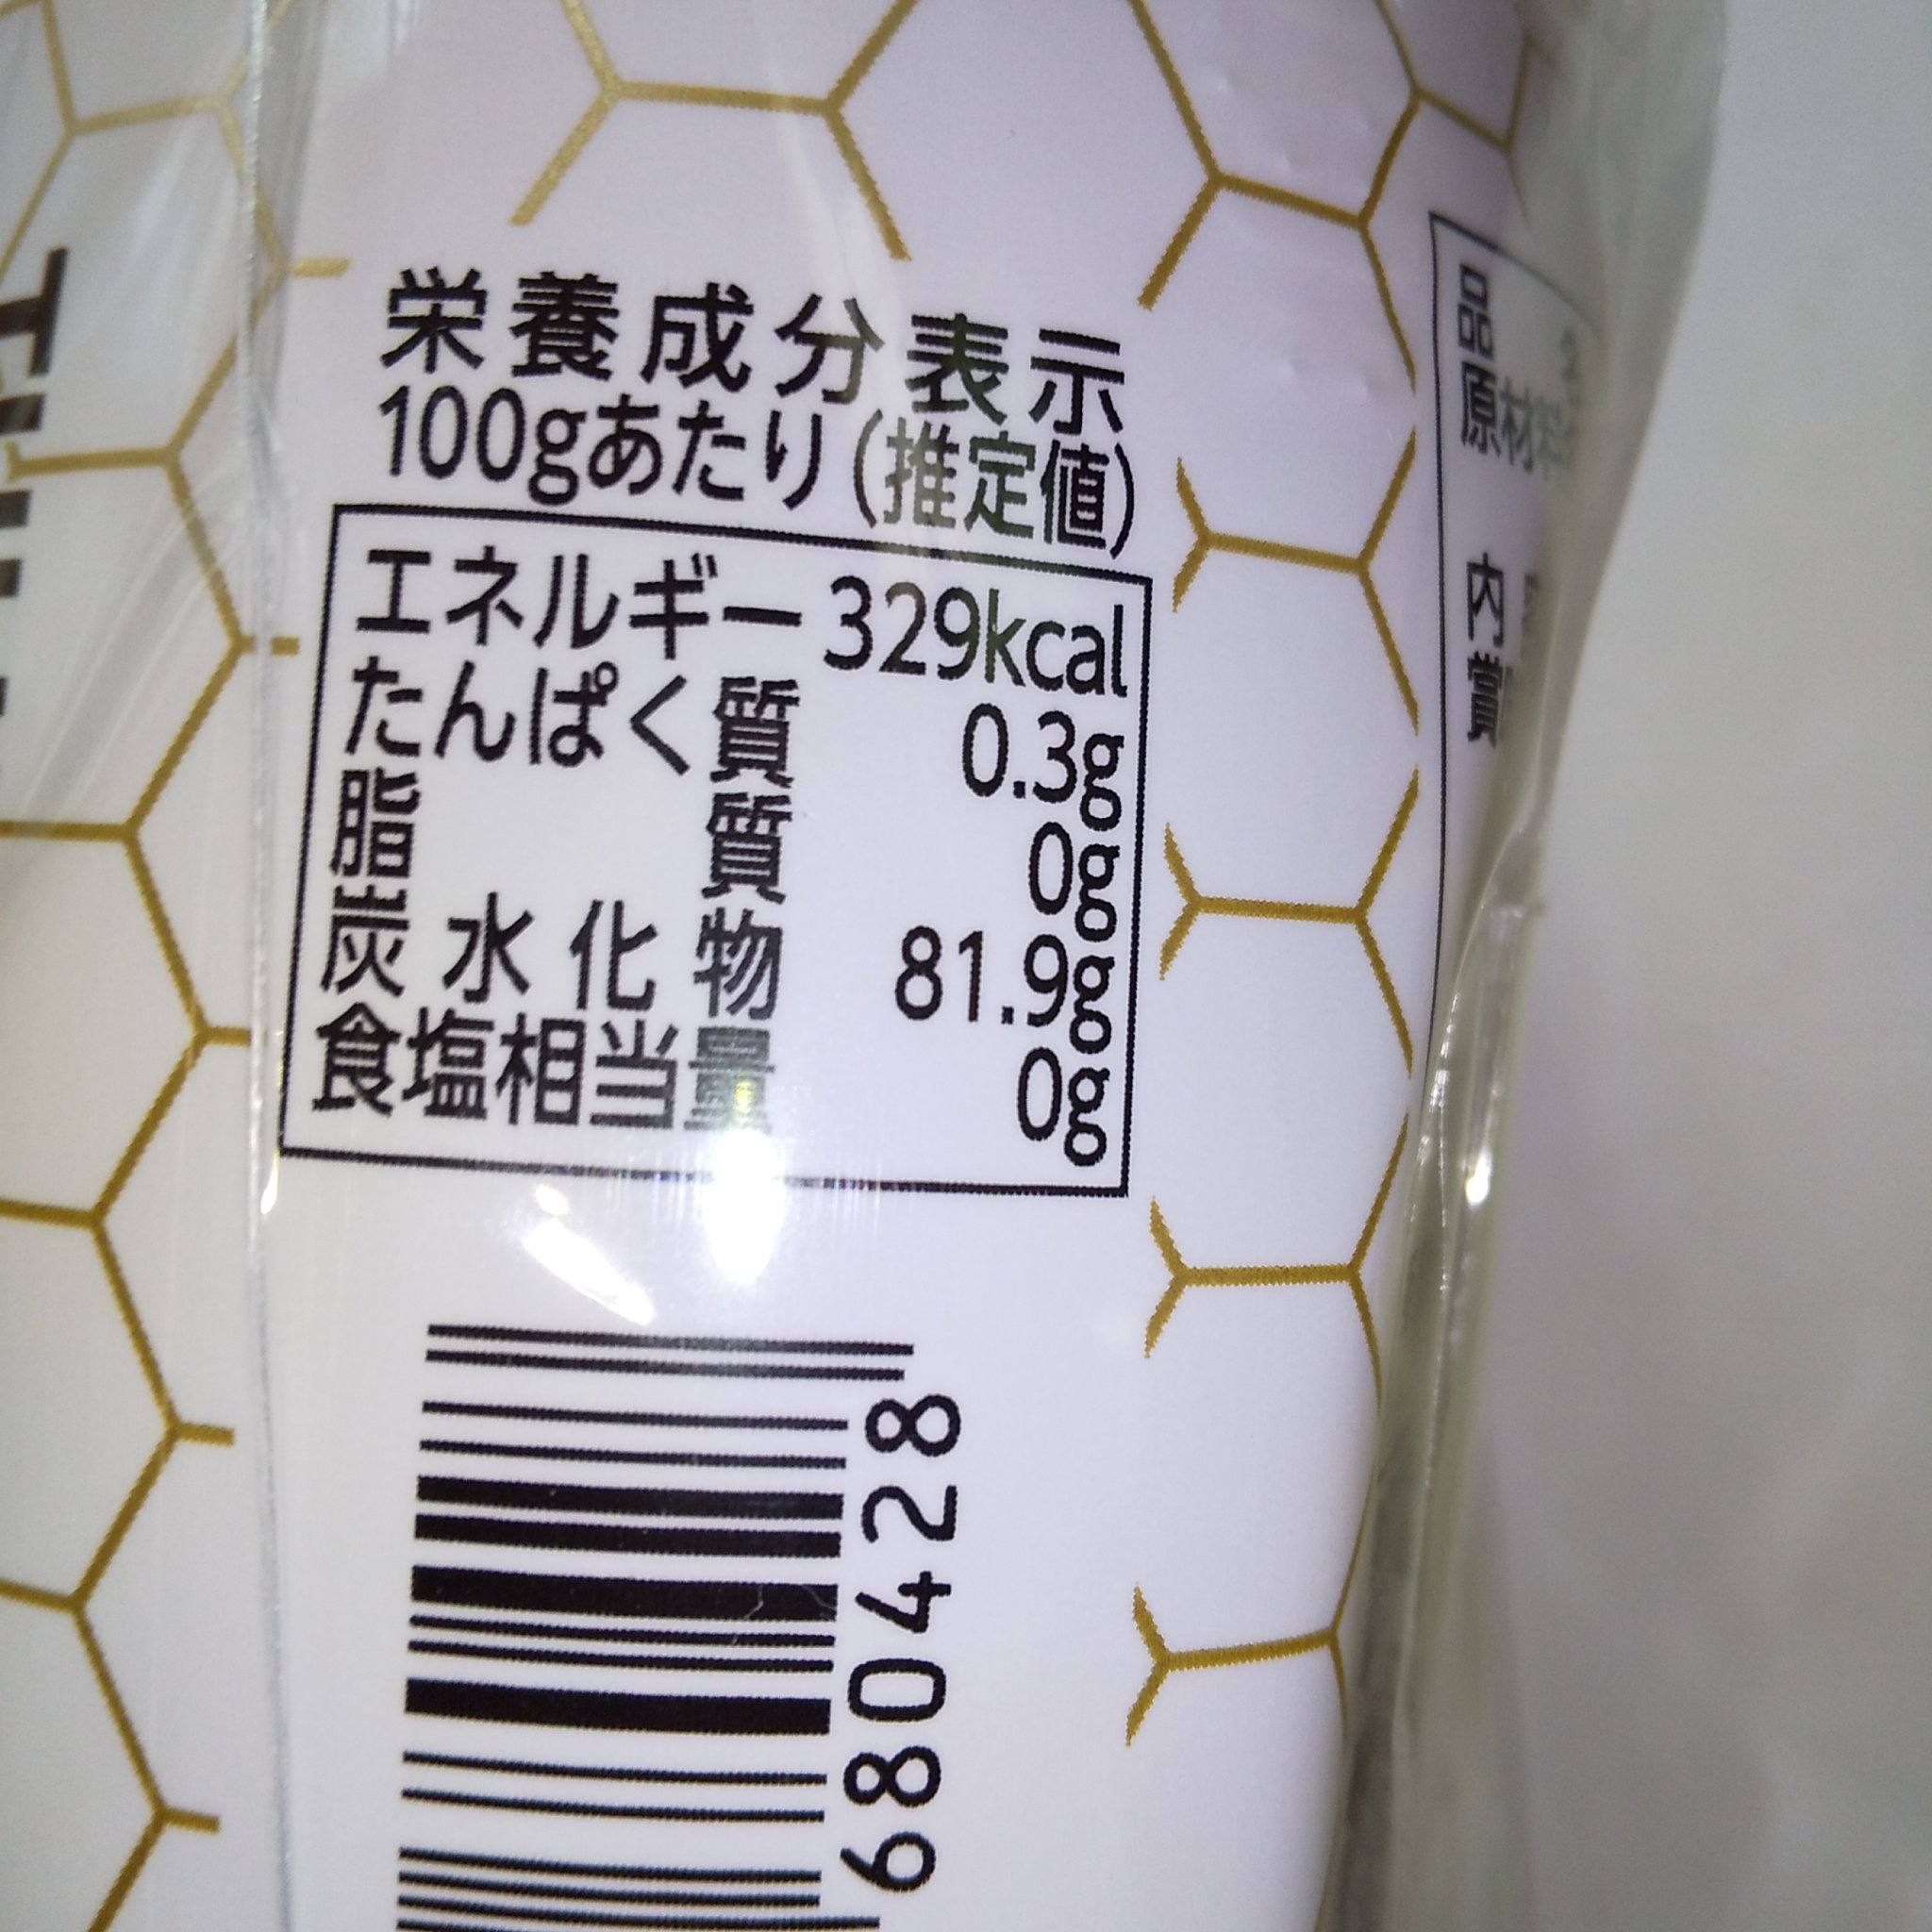 栄養成分表示
100gあたり(推定値)
エネルギー 329kcal
たんぱく質 0.3g
脂質 0g
炭水化物 81.9g
食塩相当量 0g
680428
品
原材料
内
賞